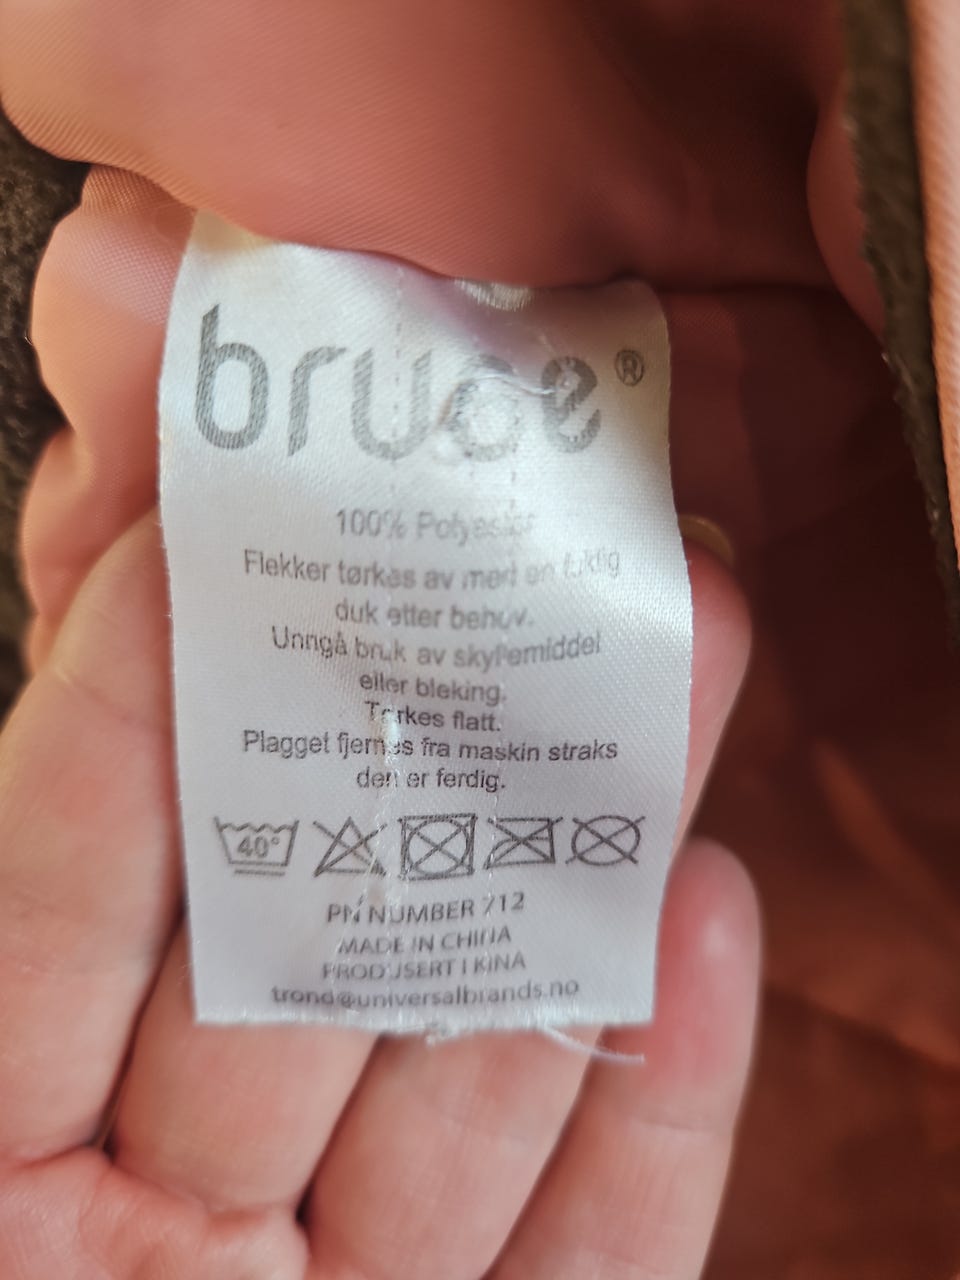 bruce®
100% Polyester
Flekker tørkes av med en fuktig
duk etter behov.
Unngå bruk av skyllemiddel
eller bleking.
Tørkes flatt.
Plagget fjernes fra maskin straks
den er ferdig.
40°
PN NUMBER 712
MADE IN CHINA
PRODUSERT I KINA
trond@universalbrands.no